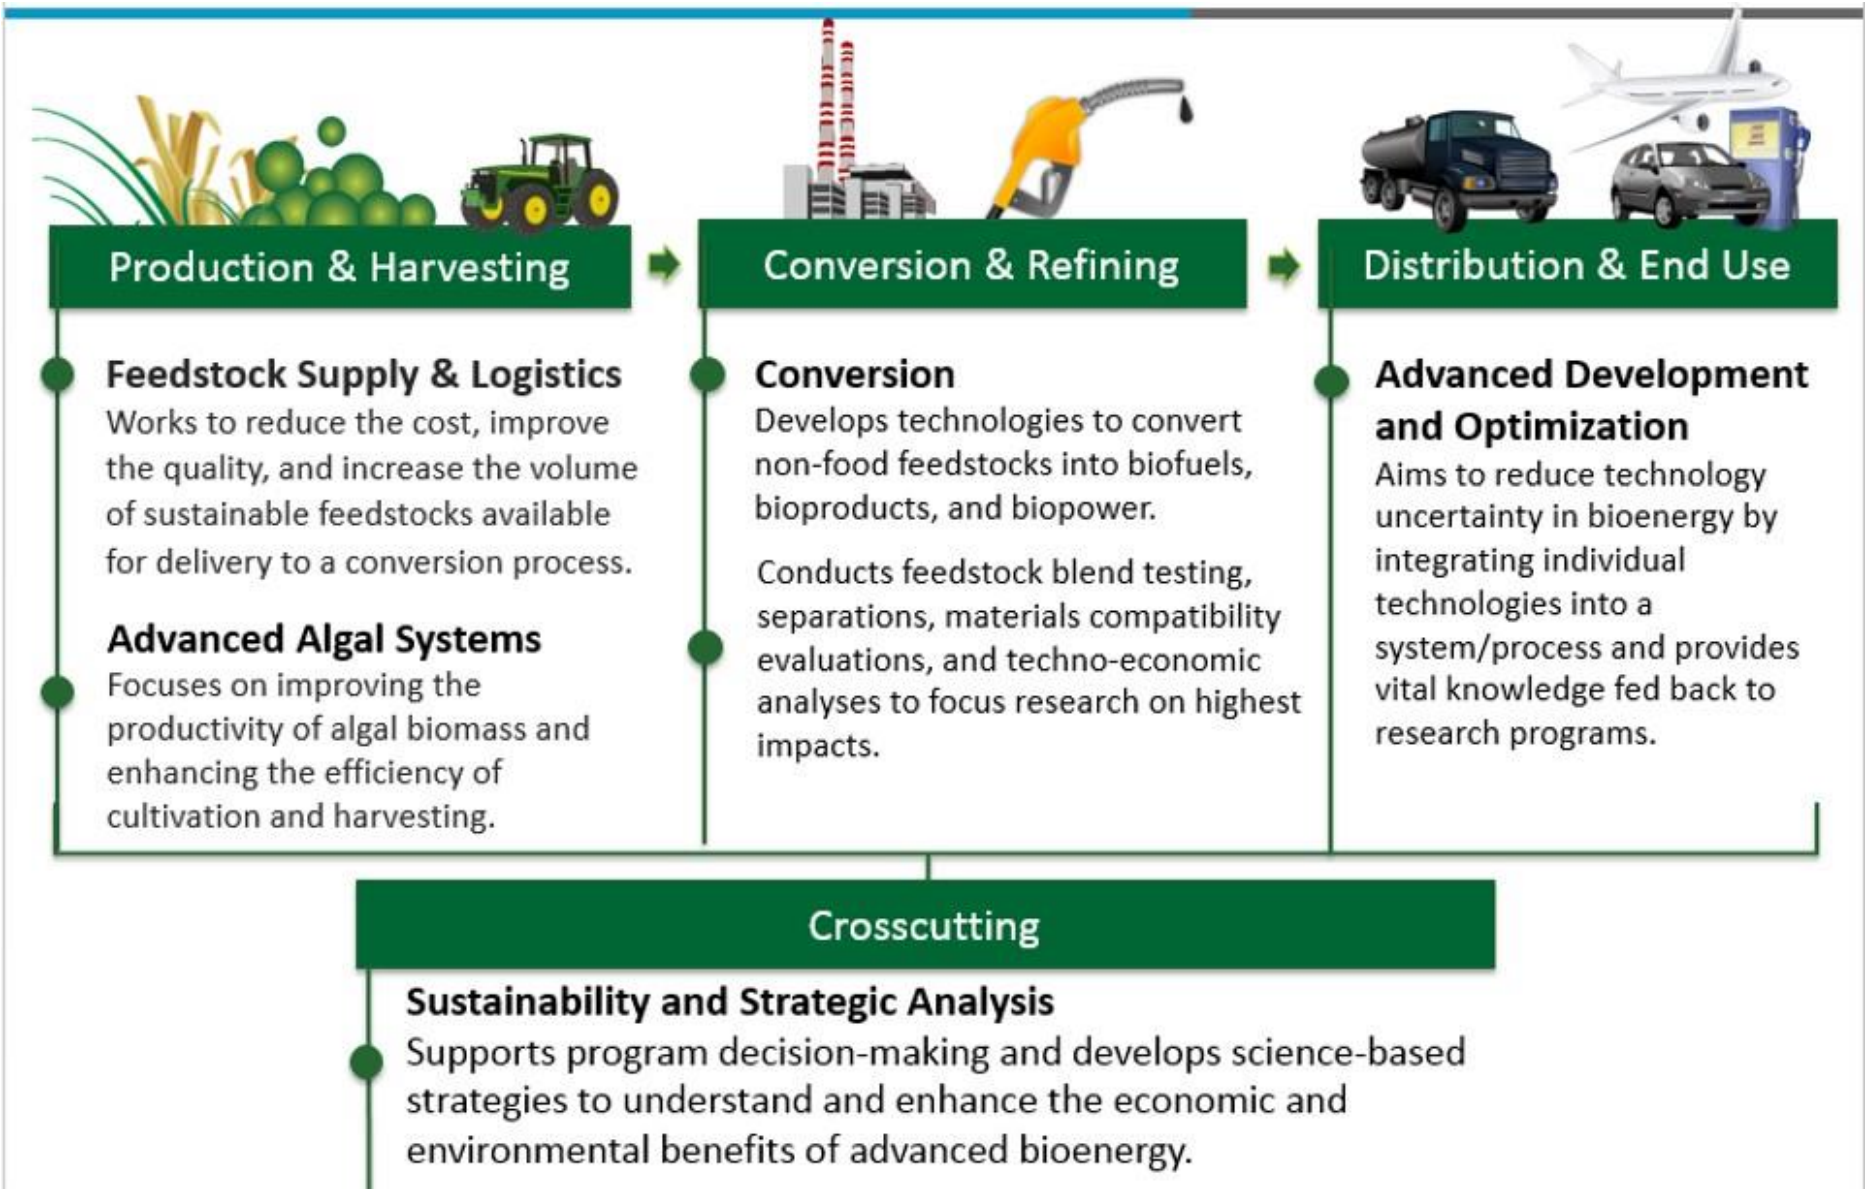 Production & Harvesting
Conversion & Refining
Distribution & End Use
Feedstock Supply & Logistics
Works to reduce the cost, improve
the quality, and increase the volume
of sustainable feedstocks available
for delivery to a conversion process.
Advanced Algal Systems
Focuses on improving the
productivity of algal biomass and
enhancing the efficiency of
cultivation and harvesting.
Conversion
Develops technologies to convert
non-food feedstocks into biofuels,
bioproducts, and biopower.
Conducts feedstock blend testing,
separations, materials compatibility
evaluations, and techno-economic
analyses to focus research on highest
impacts.
Advanced Development
and Optimization
Aims to reduce technology
uncertainty in bioenergy by
integrating individual
technologies into a
system/process and provides
vital knowledge fed back to
research programs.
Crosscutting
Sustainability and Strategic Analysis
Supports program decision-making and develops science-based
strategies to understand and enhance the economic and
environmental benefits of advanced bioenergy.